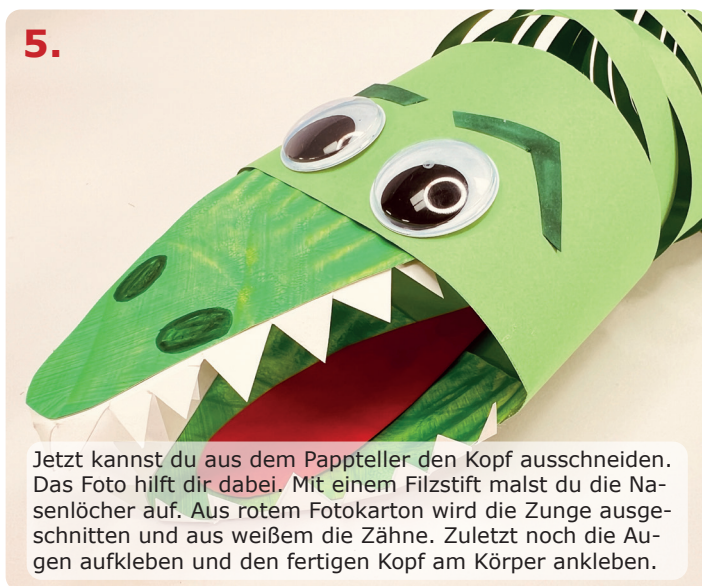 5.
Jetzt kannst du aus dem Pappteller den Kopf ausschneiden.
Das Foto hilft dir dabei. Mit einem Filzstift malst du die Na-
senlöcher auf. Aus rotem Fotokarton wird die Zunge ausge-
schnitten und aus weißem die Zähne. Zuletzt noch die Au-
gen aufkleben und den fertigen Kopf am Körper ankleben.